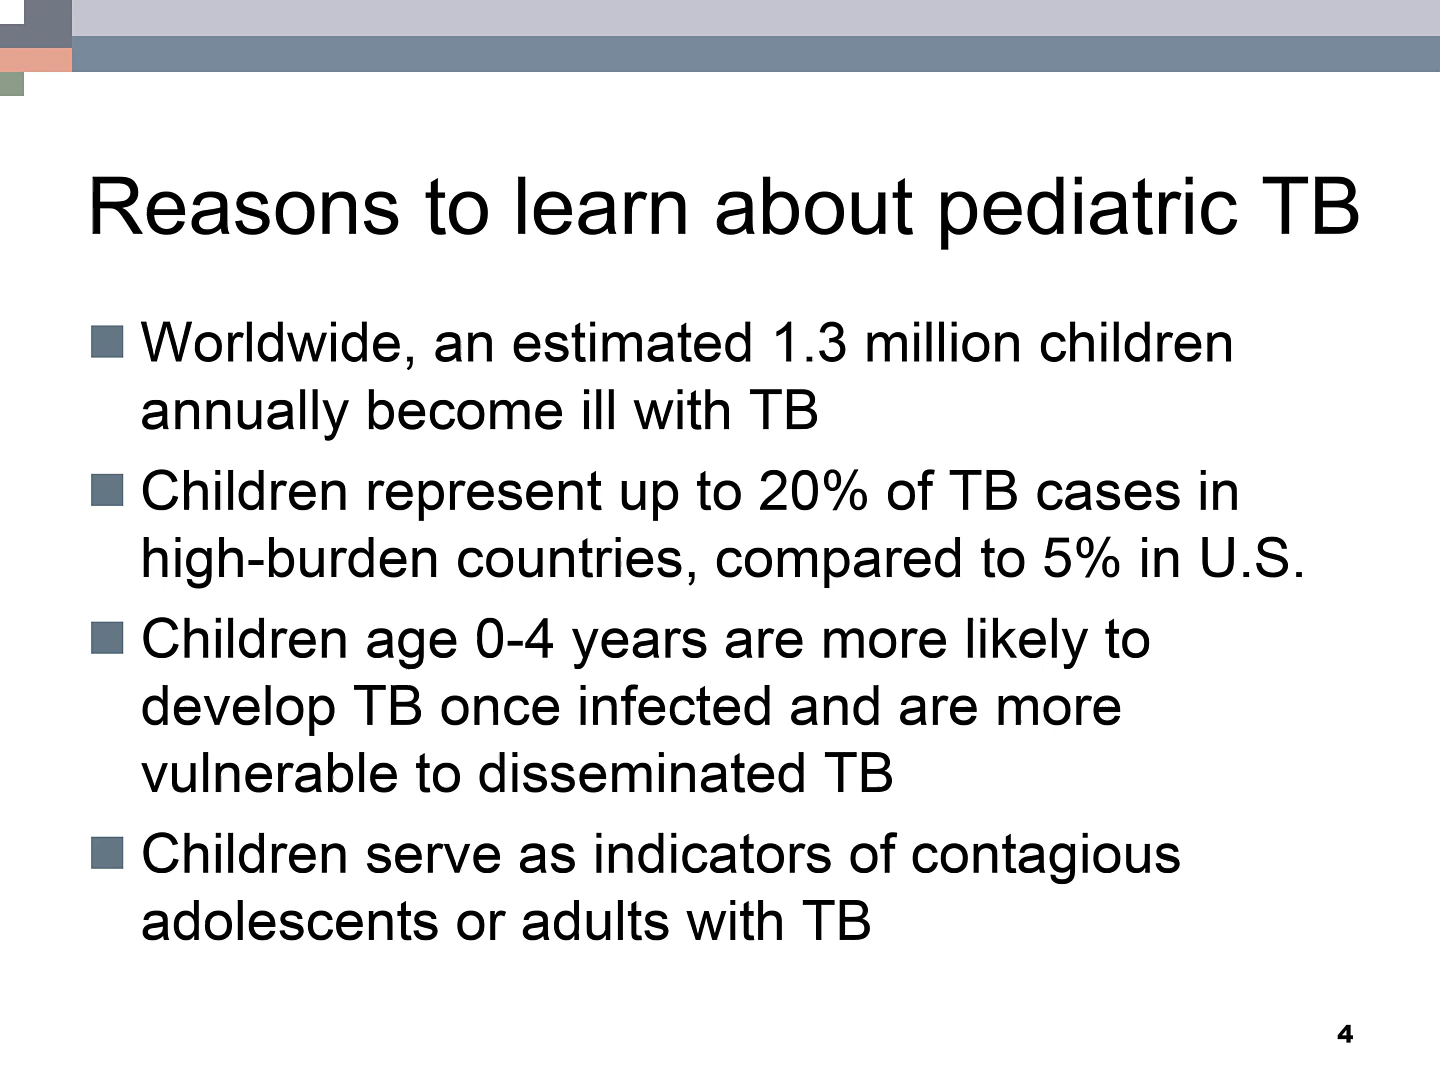 Reasons to learn about pediatric TB
Worldwide, an estimated 1.3 million children
annually become ill with TB
Children represent up to 20% of TB cases in
high-burden countries, compared to 5% in U.S.
Children age 0-4 years are more likely to
develop TB once infected and are more
vulnerable to disseminated TB
Children serve as indicators of contagious
adolescents or adults with TB
4